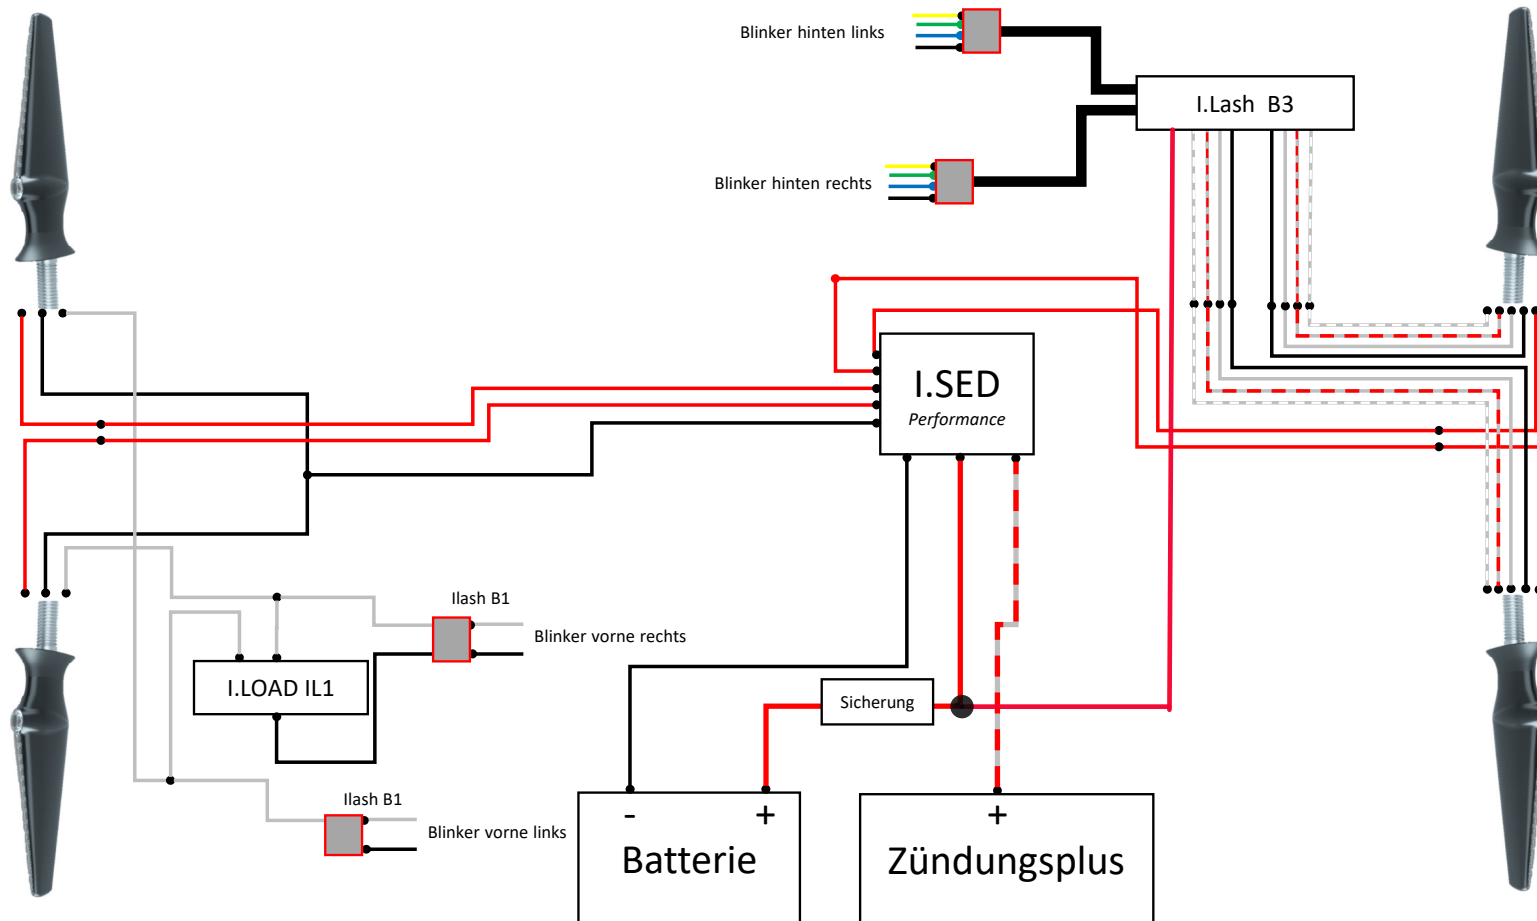 Blinker hinten links
I.Lash B3
Blinker hinten rechts
I.SED
Performance
Ilash B1
Blinker vorne rechts
I.LOAD IL1
Sicherung
Ilash B1
Blinker vorne links
- +
Batterie
+
Zündungsplus